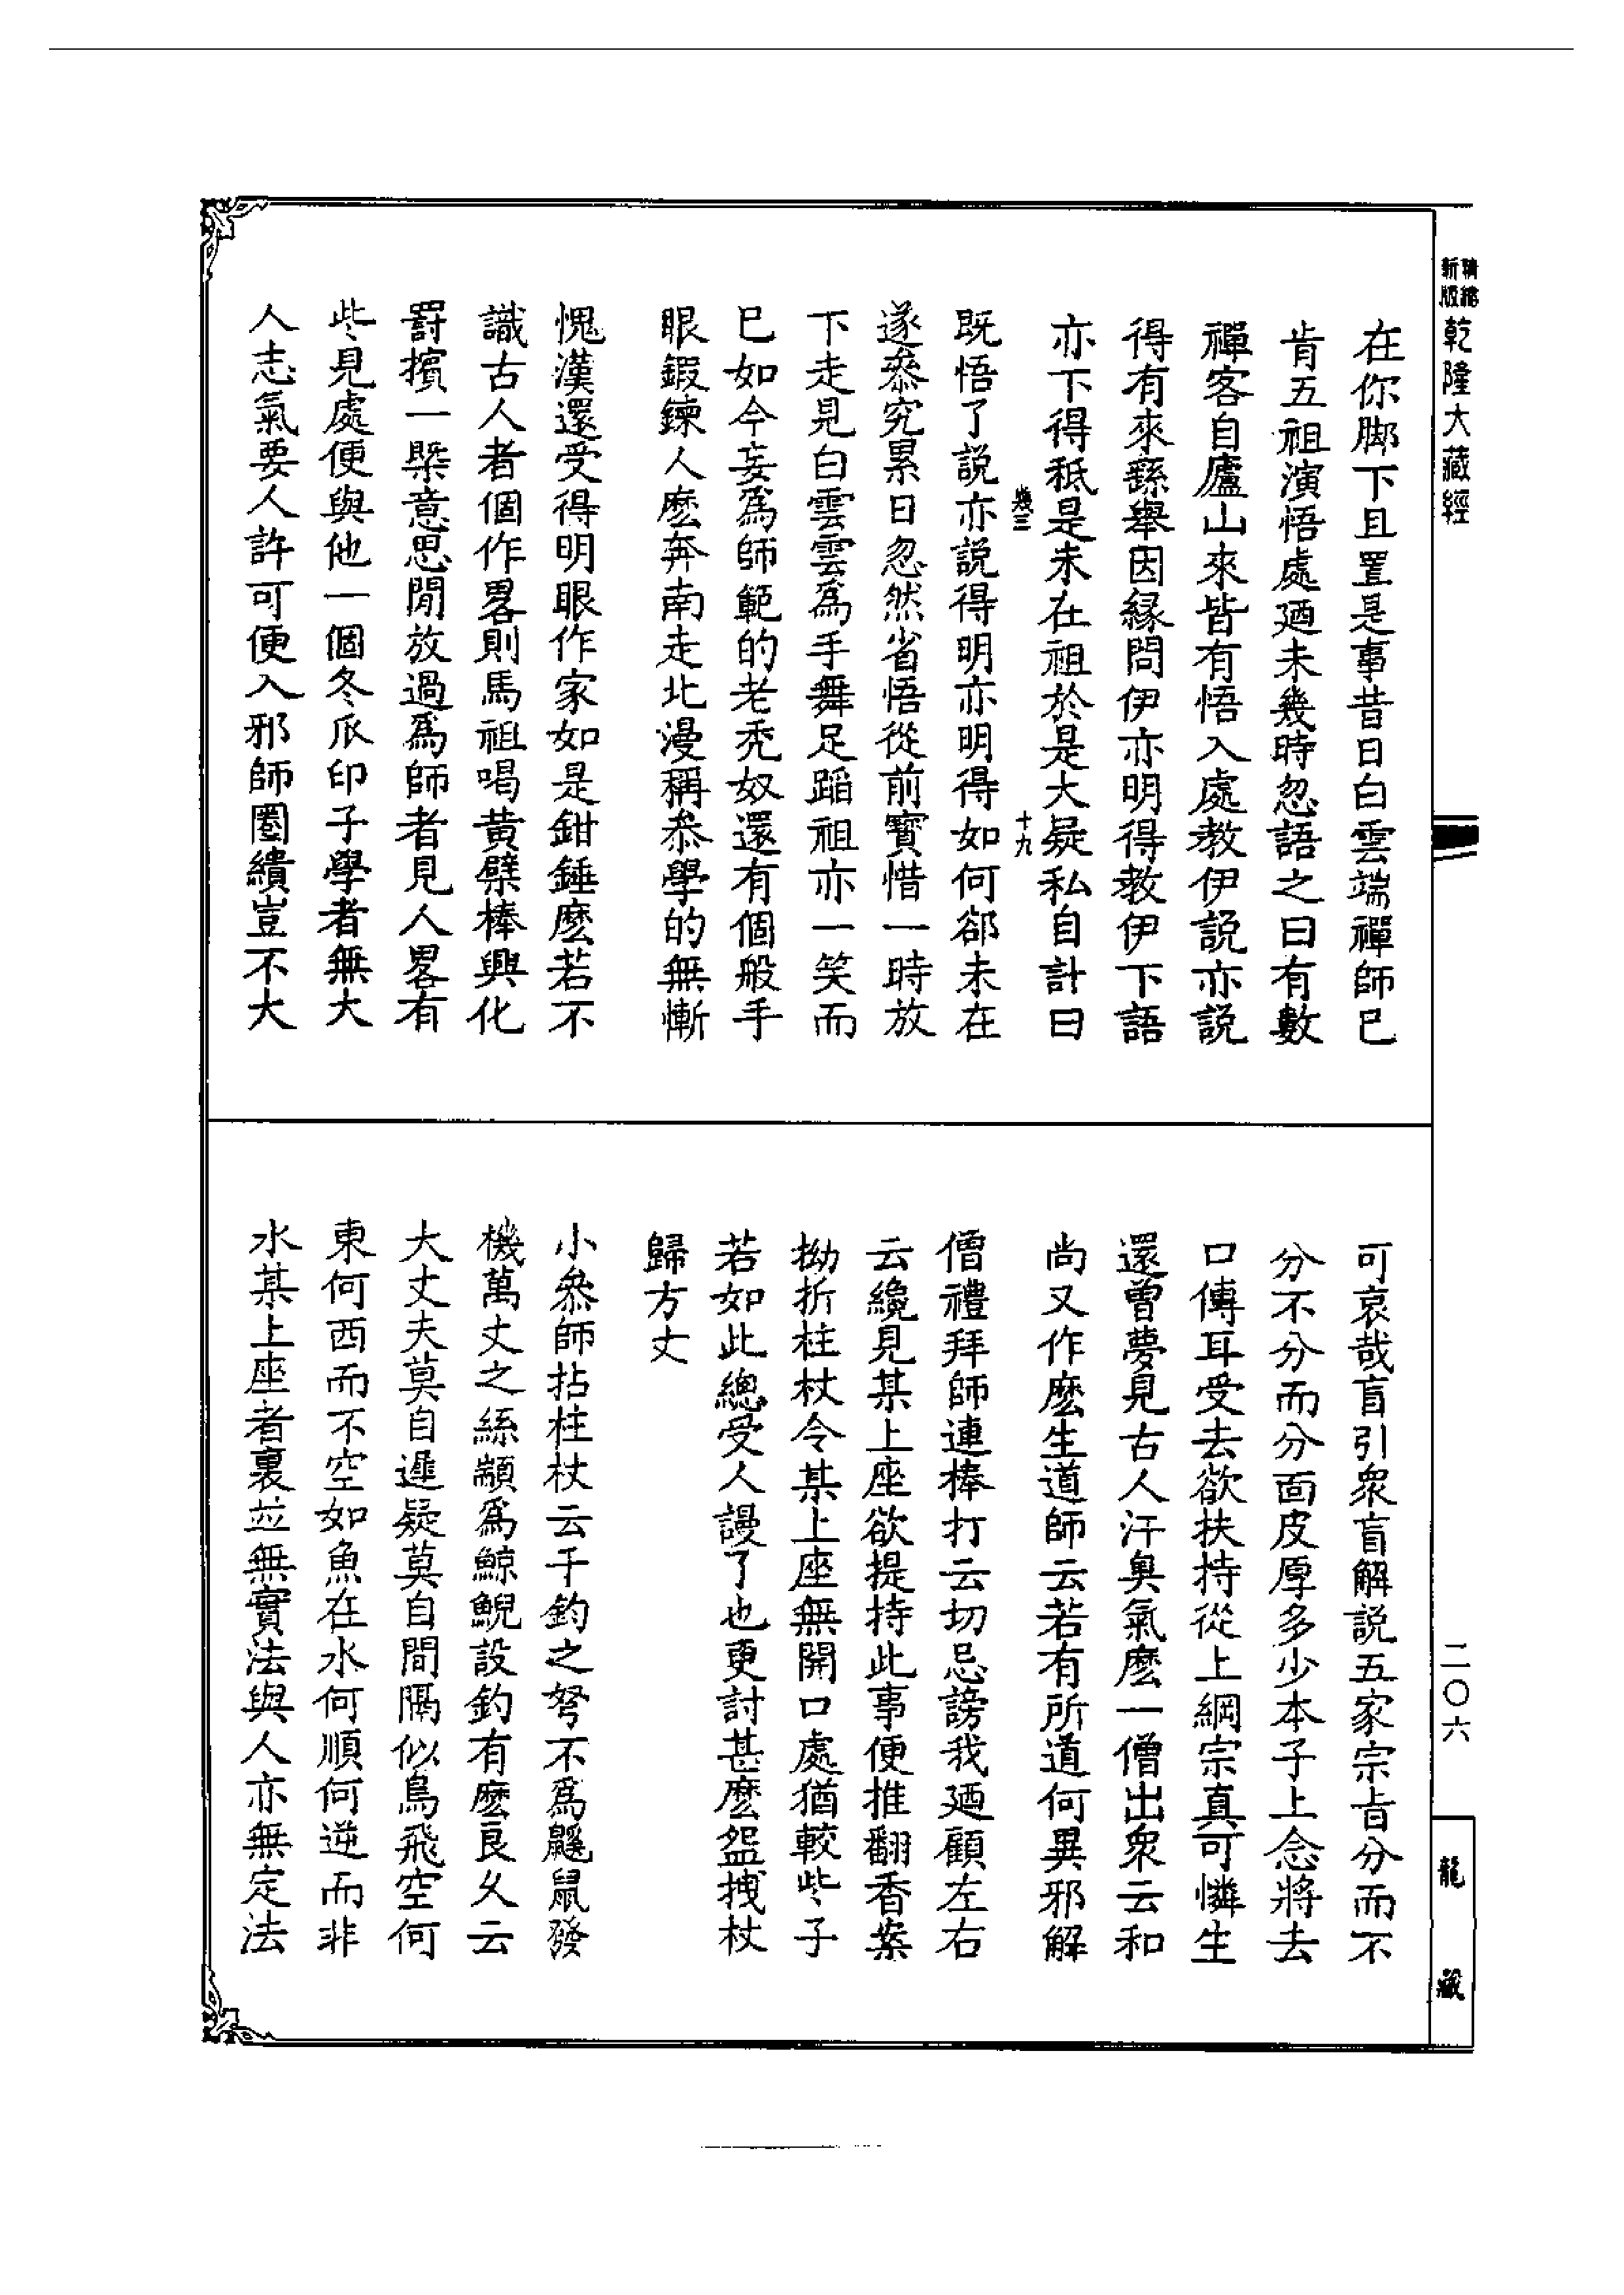 精縮
新版
乾隆大藏經
在你脚下且置是事昔日白雲端禪師已
肯五祖演悟處廼未幾時忽語之曰有數
禪客自廬山來皆有悟入處教伊說亦說
得有來繇舉因緣問伊亦明得教伊下語
亦下得秪是未在祖於是大疑私自計曰
十九
既悟了說亦說得明亦明得如何卻未在
遂叅究累日忽然省悟從前寳惜一時放
下走見白雲雲爲手舞足蹈祖亦一笑而
已如今妄爲師範的老秃奴還有個般手
眼鍜鍊人麽奔南走北漫稱叅學的無慚
愧漢還受得明眼作家如是鉗錘麽若不
識古人者個作畧則馬祖喝黃檗棒興化
罸擯一槩意思閒放過爲師者見人畧有
些見處便與他一個冬瓜印子學者無大
人志氣要人許可便入邪師圈繢豈不大
可哀哉盲引衆盲解說五家宗旨分而不
分不分而分面皮厚多少本子上念將去
口傳耳受去欲扶持從上綱宗真可憐生
還曾夢見古人汗臭氣麽一僧出衆云和
尚又作麽生道師云若有所道何異邪解
僧禮拜師連棒打云切忌謗我廼顧左右
云纔見某上座欲提持此事便推翻香案
拗折柱杖令某上座無開口處猶較些子
若如此總受人謾了也更討甚麽盌拽杖
歸方丈
小叅師拈柱杖云千鈞之弩不爲鼷鼠發
機萬丈之絲顓爲鯨鯢設釣有麽良久云
大丈夫莫自遲疑莫自間隔似鳥飛空何
東何西而不空如魚在水何順何逆而非
水某上座者裏並無實法與人亦無定法
二〇六
龍藏